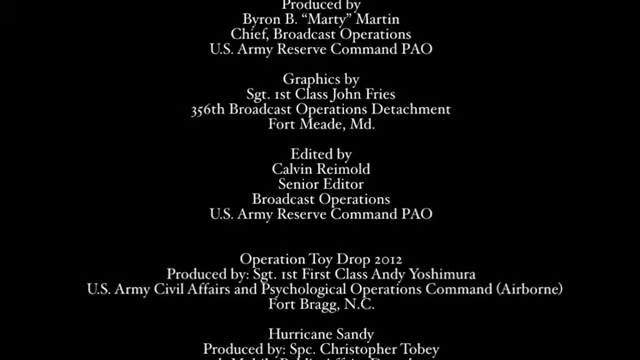 Produced by
Byron B. “Marty” Martin
Chief, Broadcast Operations
U.S. Army Reserve Command PAO
Graphics by
Sgt. 1st Class John Fries
356th Broadcast Operations Detachment
Fort Meade, Md.
Edited by
Calvin Reimold
Senior Editor
Broadcast Operations
U.S. Army Reserve Command PAO
Operation Toy Drop 2012
Produced by: Sgt. 1st First Class Andy Yoshimura
U.S. Army Civil Affairs and Psychological Operations Command (Airborne)
Fort Bragg, N.C.
Hurricane Sandy
Produced by: Spc. Christopher Tobey